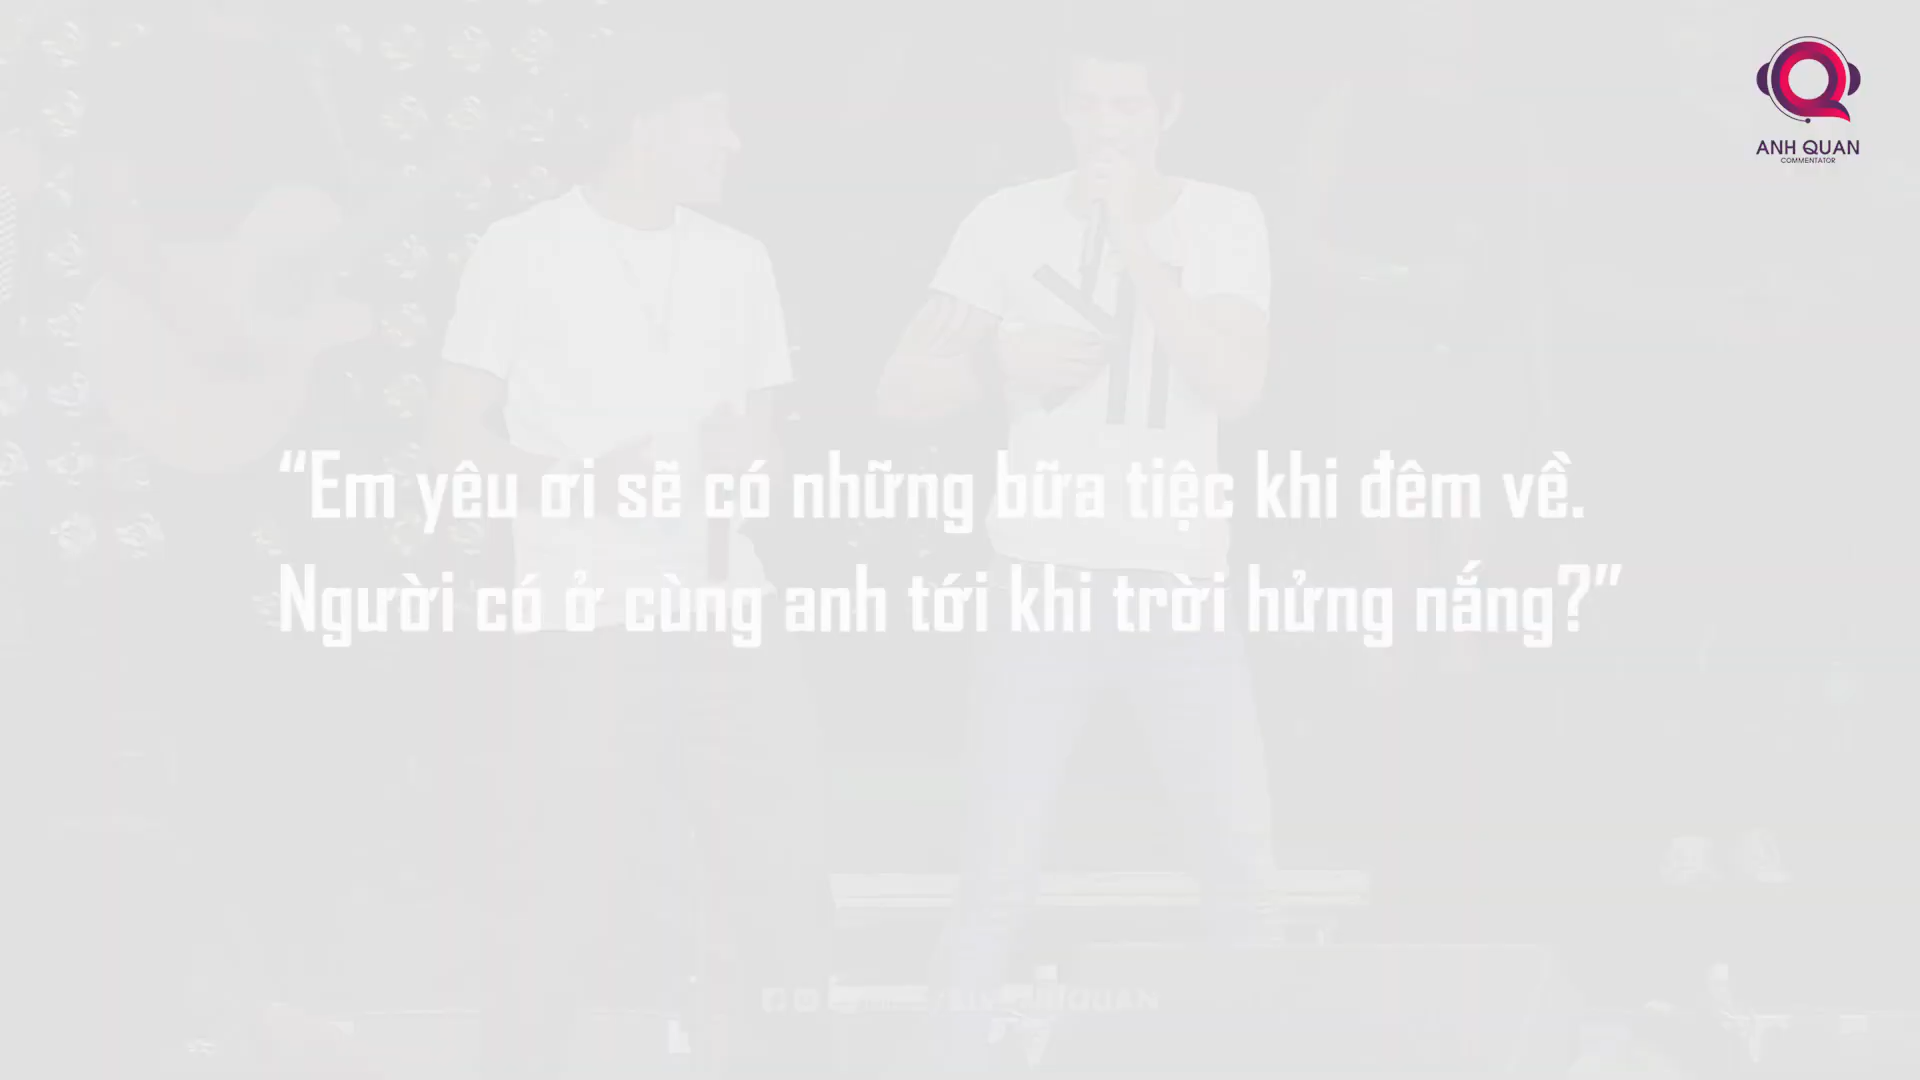 ANH QUAN
COMMENTATOR
“Em yêu ơi sẽ có những bữa tiệc khi đêm về.
Người có ở cùng anh tới khi trời hửng nắng?”